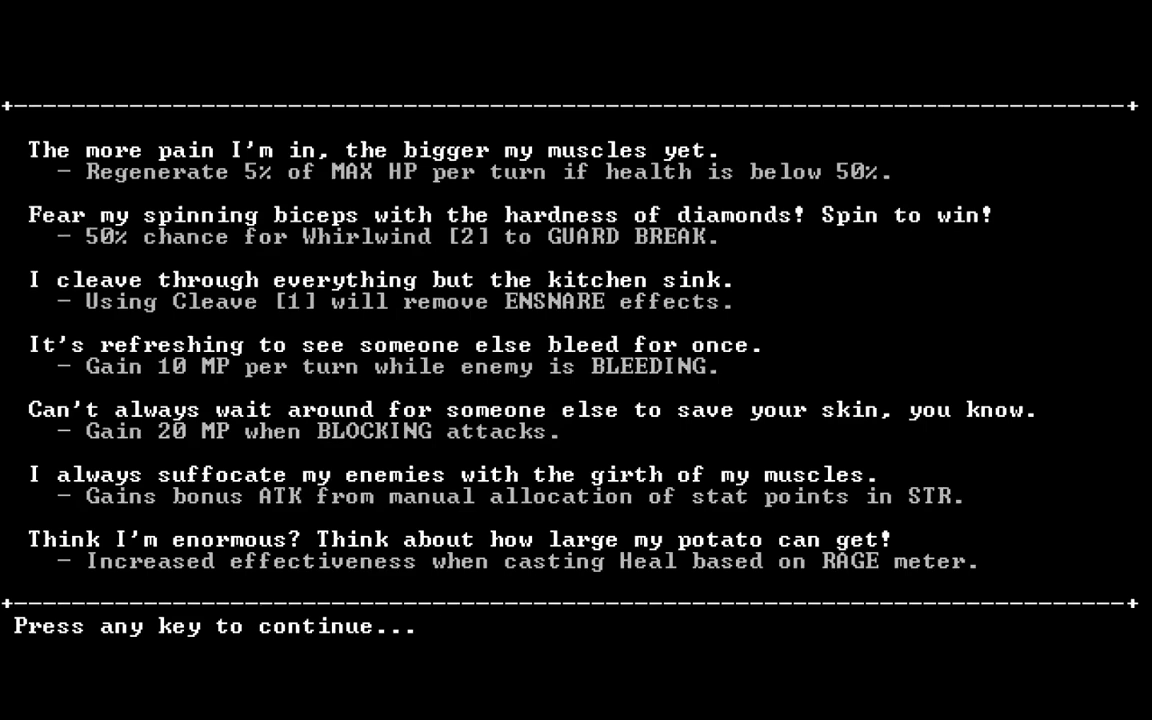 +------------------------------------------------------------------------------+
The more pain I'm in, the bigger my muscles yet.
- Regenerate 5% of MAX HP per turn if health is below 50%.
Fear my spinning biceps with the hardness of diamonds! Spin to win!
- 50% chance for Whirlwind [2] to GUARD BREAK.
I cleave through everything but the kitchen sink.
- Using Cleave [1] will remove ENSNARE effects.
It's refreshing to see someone else bleed for once.
- Gain 10 MP per turn while enemy is BLEEDING.
Can't always wait around for someone else to save your skin, you know.
- Gain 20 MP when BLOCKING attacks.
I always suffocate my enemies with the girth of my muscles.
- Gains bonus ATK from manual allocation of stat points in STR.
Think I'm enormous? Think about how large my potato can get!
- Increased effectiveness when casting Heal based on RAGE meter.
+------------------------------------------------------------------------------+
Press any key to continue...